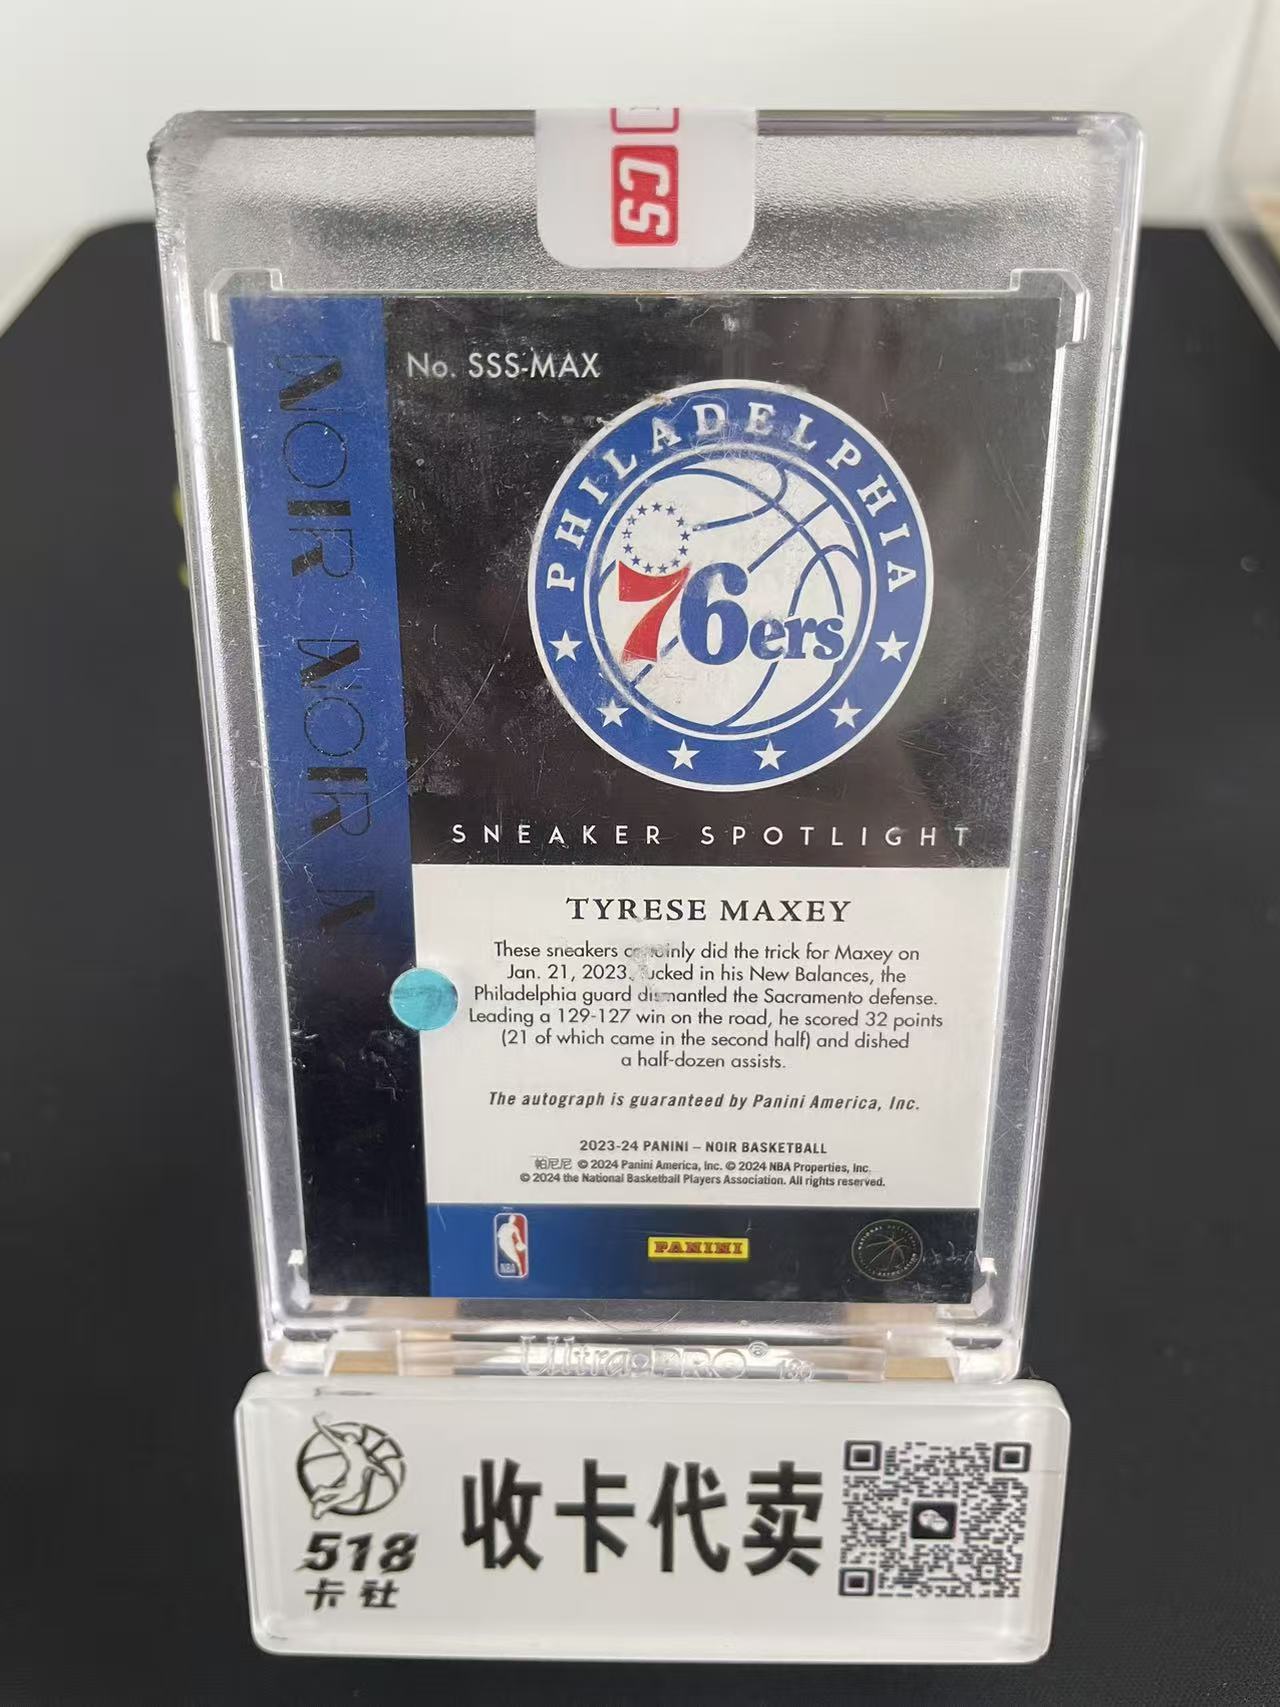 CS
No. SSS-MAX
NOIR NOIR N
PHILADELPHIA
76ers
SNEAKER SPOTLIGHT
TYRESE MAXEY
These sneakers certainly did the trick for Maxey on
Jan. 21, 2023. Tucked in his New Balances, the
Philadelphia guard dismantled the Sacramento defense.
Leading a 129-127 win on the road, he scored 32 points
(21 of which came in the second half) and dished
a half-dozen assists.
The autograph is guaranteed by Panini America, Inc.
2023-24 PANINI – NOIR BASKETBALL
帕尼尼 © 2024 Panini America, Inc. © 2024 NBA Properties, Inc.
© 2024 the National Basketball Players Association. All rights reserved.
NBA
PANINI
Ultra•PRO®
518
卡社
收卡代卖